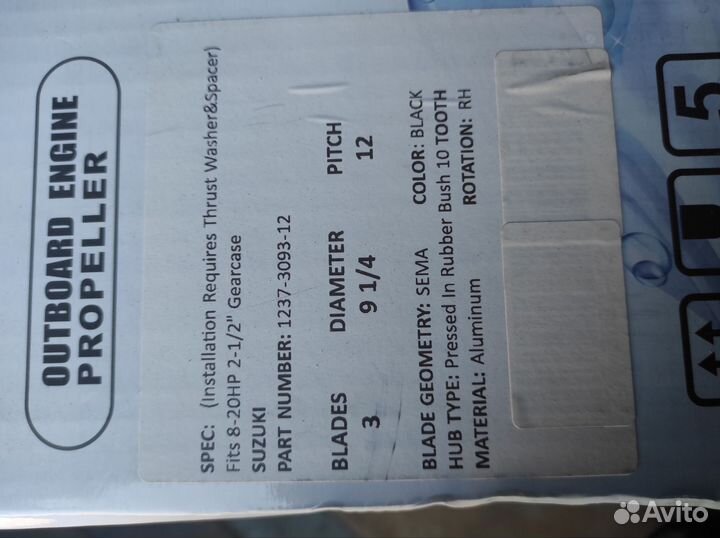 OUTBOARD ENGINE
PROPELLER
SPEC: (Installation Requires Thrust Washer&Spacer)
Fits 8-20HP 2-1/2" Gearcase
SUZUKI
PART NUMBER: 1237-3093-12
BLADES DIAMETER PITCH
3 9 1/4 12
BLADE GEOMETRY: SEMA COLOR: BLACK
HUB TYPE: Pressed In Rubber Bush 10 TOOTH
MATERIAL: Aluminum ROTATION: RH
5
Avito